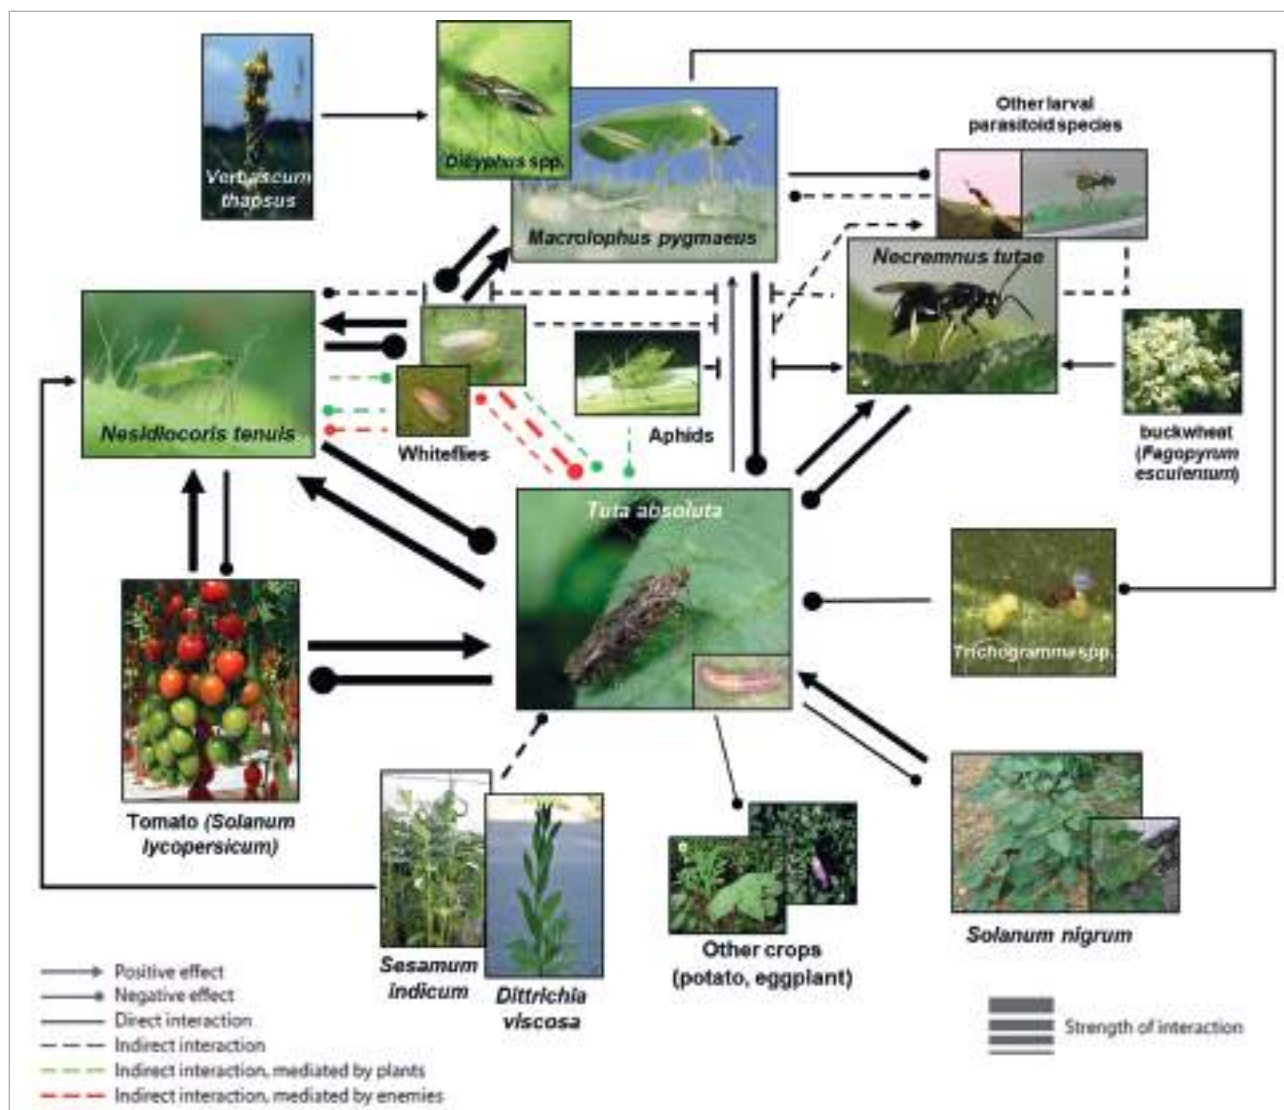 Verbascum
thapsus
Dicyphus spp.
Macrolophus pygmaeus
Other larval
parasitoid species
Necremnus tutae
Nesidiocoris tenuis
Whiteflies
Aphids
buckwheat
(Fagopyrum
esculentum)
Tuta absoluta
Trichogramma spp.
Tomato (Solanum
lycopersicum)
Sesamum
indicum
Dittrichia
viscosa
Other crops
(potato, eggplant)
Solanum nigrum
Positive effect
Negative effect
Direct interaction
Indirect interaction
Indirect interaction, mediated by plants
Indirect interaction, mediated by enemies
Strength of interaction